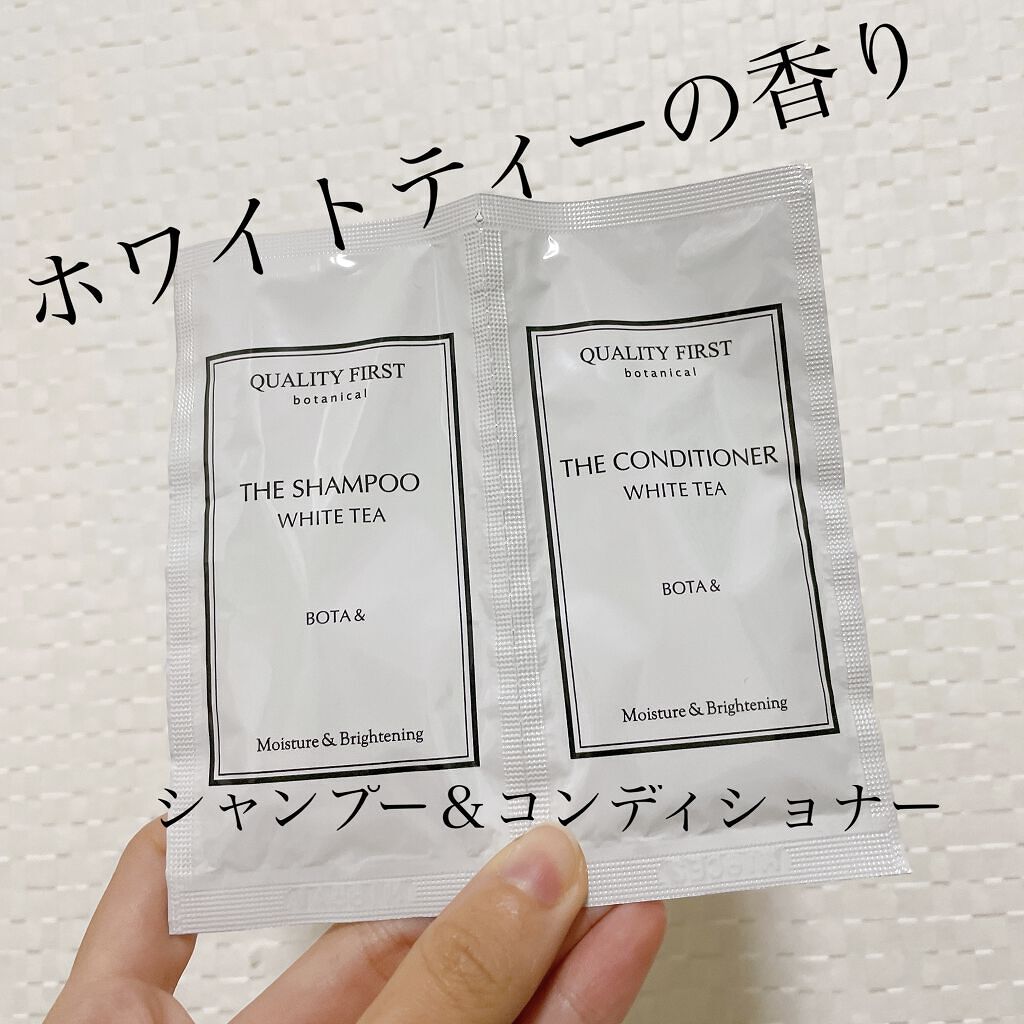 ホワイトティーの香り
QUALITY FIRST
botanical
THE SHAMPOO
WHITE TEA
BOTA &
Moisture & Brightening
QUALITY FIRST
botanical
THE CONDITIONER
WHITE TEA
BOTA &
Moisture & Brightening
シャンプー&コンディショナー